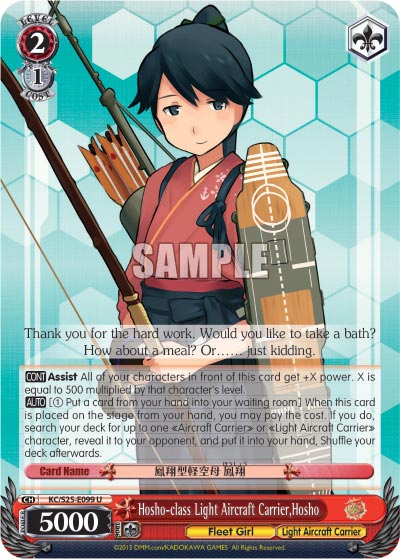 LEVEL
2
1
COST
SAMPLE
Thank you for the hard work. Would you like to take a bath?
How about a meal? Or…… just kidding.
CONT Assist All of your characters in front of this card get +X power. X is
equal to 500 multiplied by that character's level.
AUTO [① Put a card from your hand into your waiting room] When this card
is placed on the stage from your hand, you may pay the cost. If you do,
search your deck for up to one «Aircraft Carrier» or «Light Aircraft Carrier»
character, reveal it to your opponent, and put it into your hand, Shuffle your
deck afterwards.
Card Name 鳳翔型軽空母 鳳翔
CH KC/S25-E099 U
Hosho-class Light Aircraft Carrier,Hosho
POWER 5000 SOUL
Fleet Girl Light Aircraft Carrier
©2013 DMM.com/KADOKAWA GAMES All Rights Reserved.